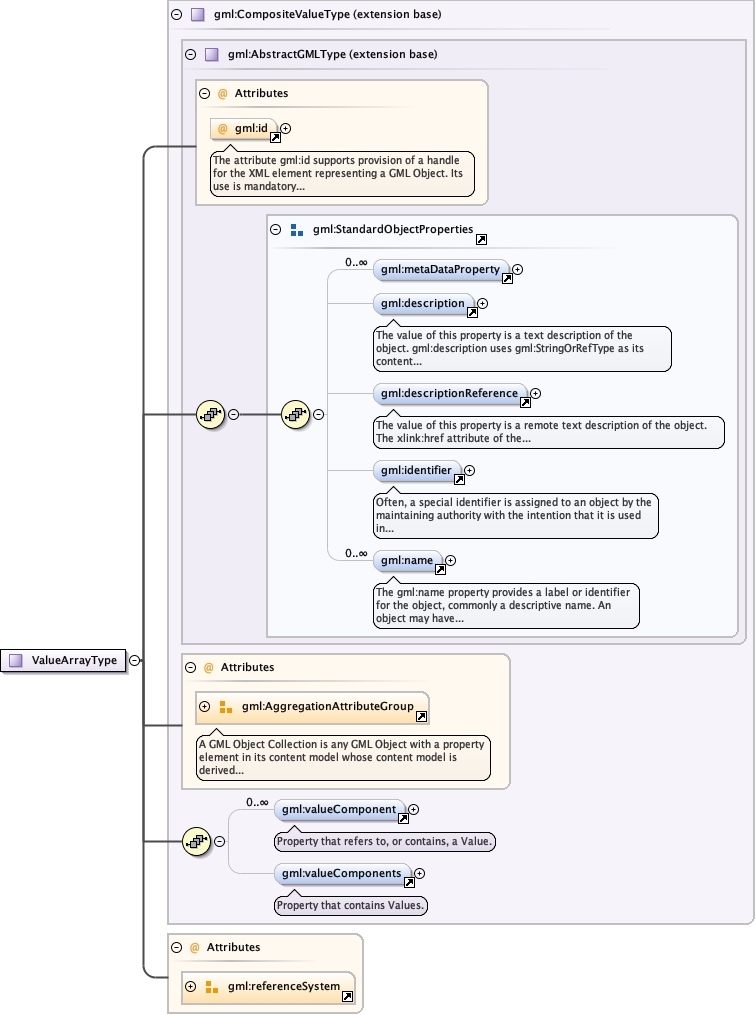 gml:CompositeValueType (extension base)
gml:AbstractGMLType (extension base)
@ Attributes
@ gml:id
The attribute gml:id supports provision of a handle
for the XML element representing a GML Object. Its
use is mandatory...
gml:StandardObjectProperties
0..∞
gml:metaDataProperty
gml:description
The value of this property is a text description of the
object. gml:description uses gml:StringOrRefType as its
content...
gml:descriptionReference
The value of this property is a remote text description of the object.
The xlink:href attribute of the...
gml:identifier
Often, a special identifier is assigned to an object by the
maintaining authority with the intention that it is used
in...
0..∞
gml:name
The gml:name property provides a label or identifier
for the object, commonly a descriptive name. An
object may have...
ValueArrayType
@ Attributes
gml:AggregationAttributeGroup
A GML Object Collection is any GML Object with a property
element in its content model whose content model is
derived...
0..∞
gml:valueComponent
Property that refers to, or contains, a Value.
gml:valueComponents
Property that contains Values.
@ Attributes
gml:referenceSystem